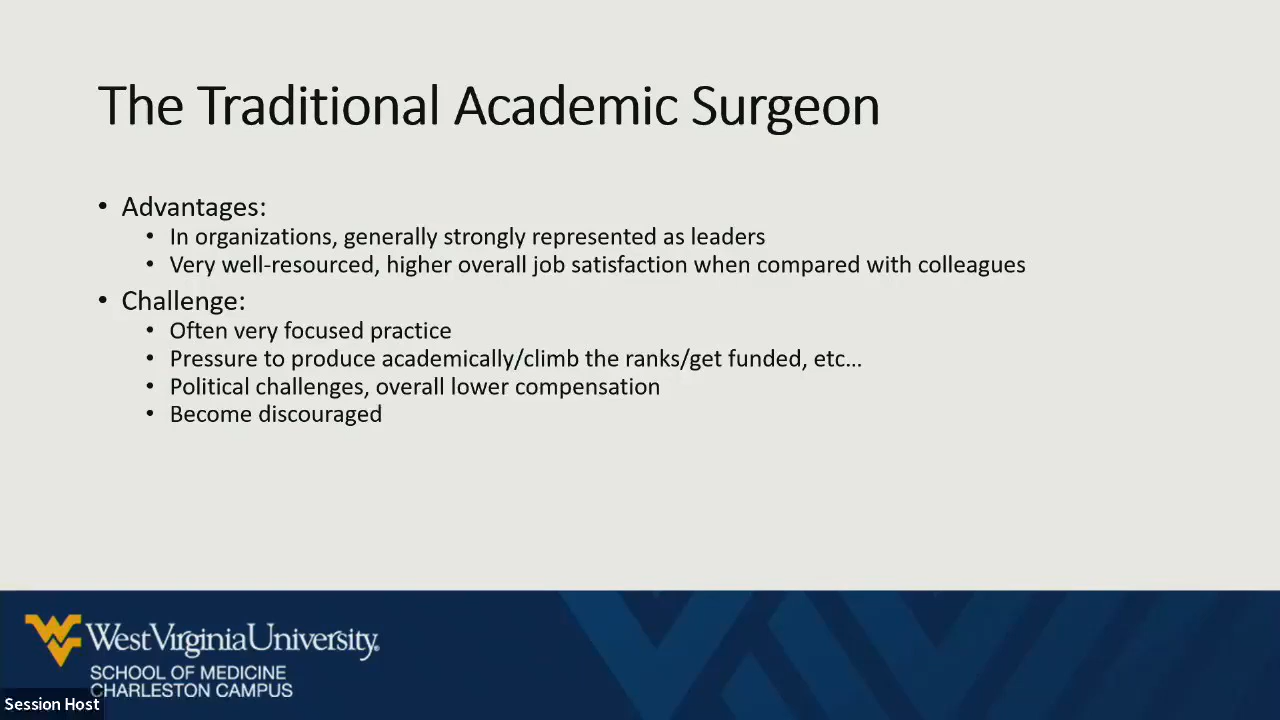 The Traditional Academic Surgeon
• Advantages:
• In organizations, generally strongly represented as leaders
• Very well-resourced, higher overall job satisfaction when compared with colleagues
• Challenge:
• Often very focused practice
• Pressure to produce academically/climb the ranks/get funded, etc...
• Political challenges, overall lower compensation
• Become discouraged
WestVirginiaUniversity.
SCHOOL OF MEDICINE
CHARLESTON CAMPUS
Session Host